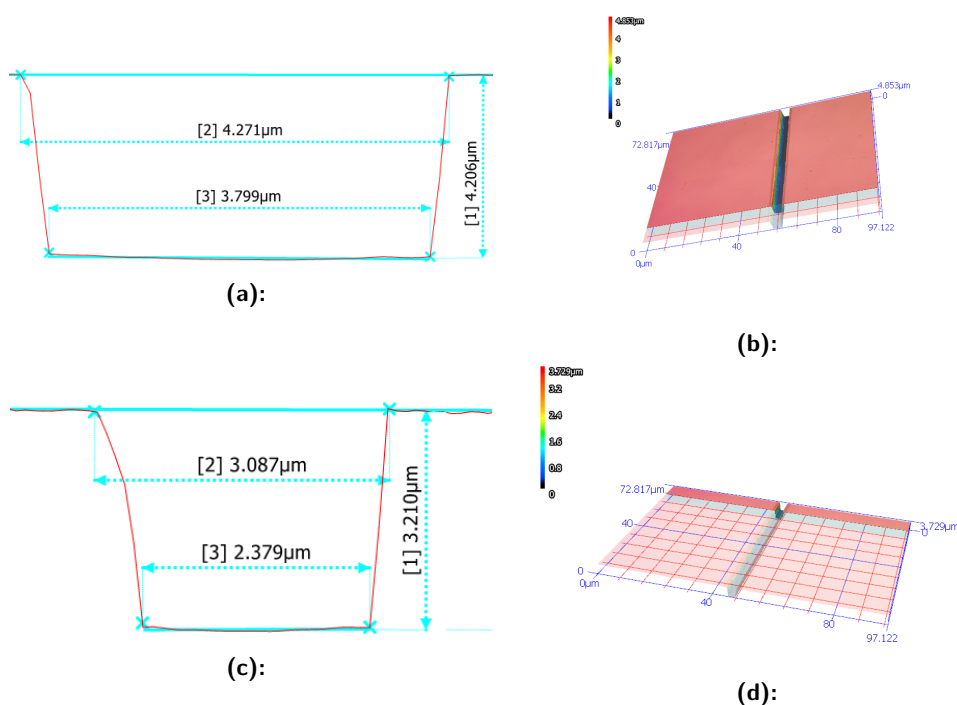 [2] 4.271µm
[3] 3.799µm
[1] 4.206µm
(a):
4.853µm
4
3
2
1
0
4.853µm
0
72.817µm
40
0
0µm
40
80
97.122
(b):
[2] 3.087µm
[3] 2.379µm
[1] 3.210µm
(c):
3.729µm
3.2
2.4
1.6
0.8
0
72.817µm
3.729µm
0
40
0
0µm
40
80
97.122
(d):